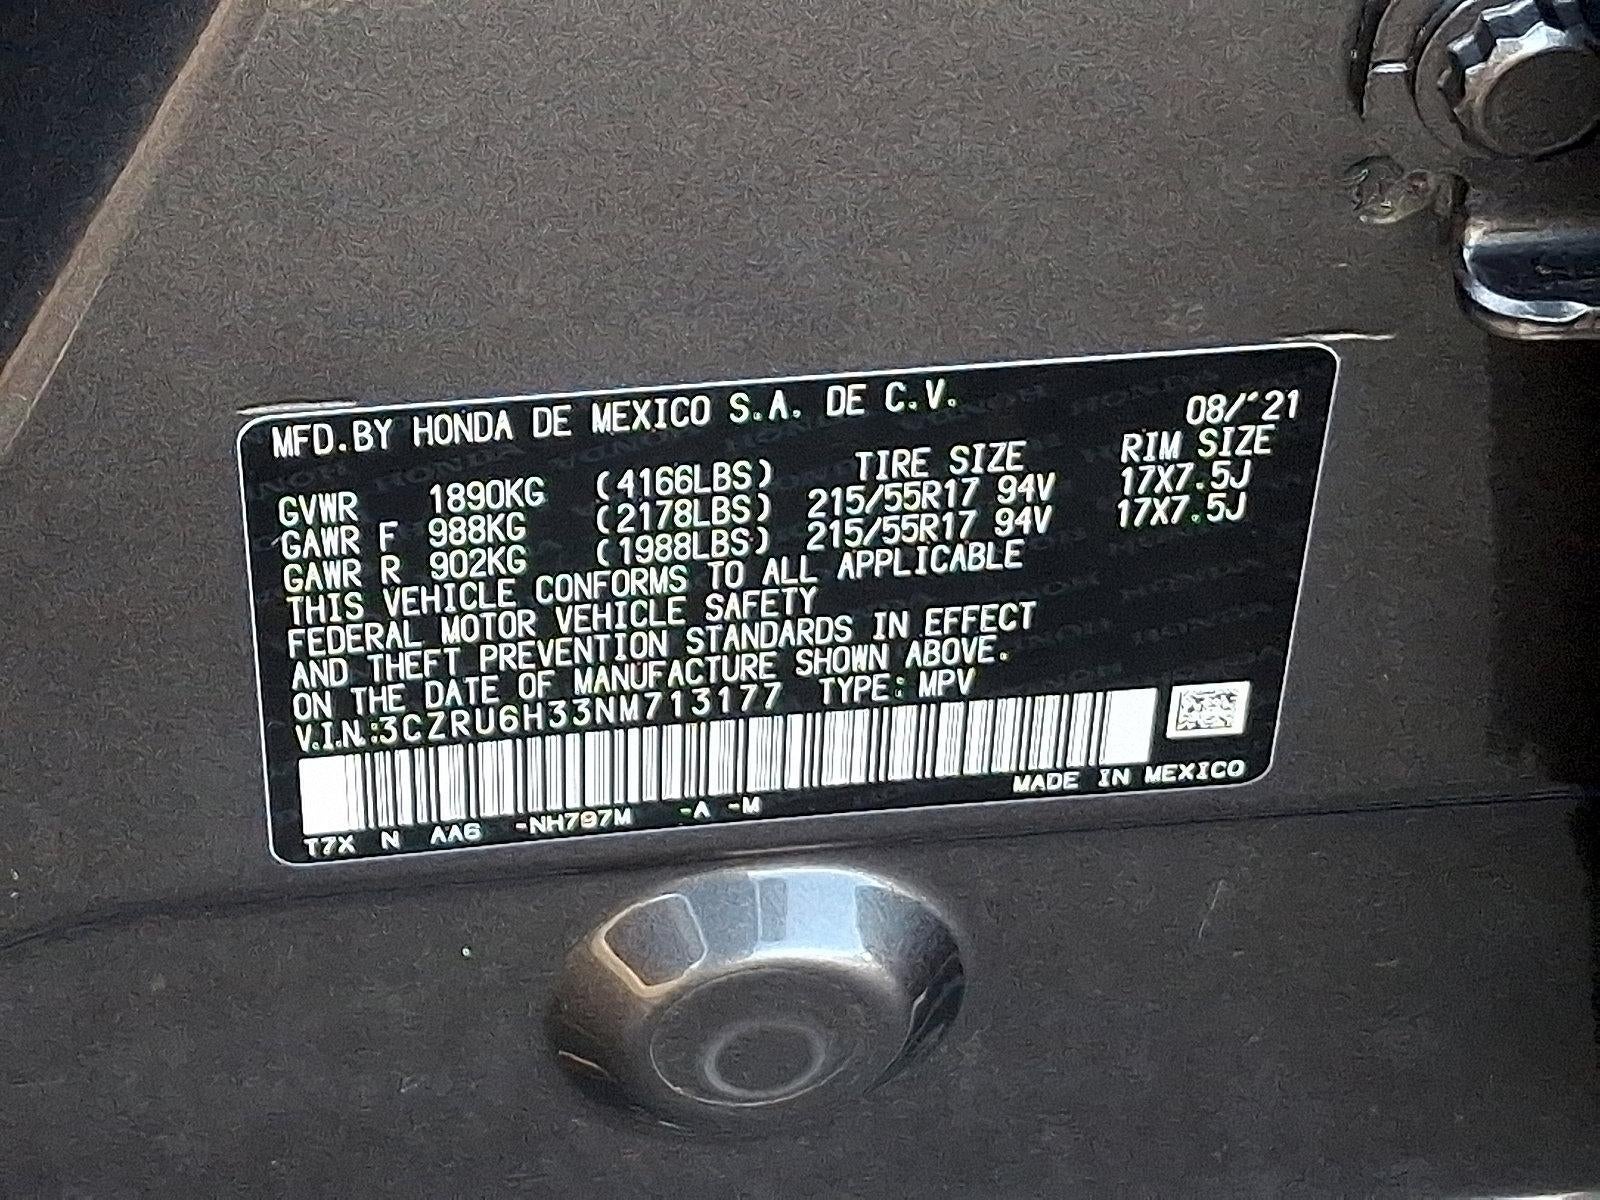 MFD.BY HONDA DE MEXICO S.A. DE C.V. 08/'21
TIRE SIZE RIM SIZE
GVWR 1890KG (4166LBS)
GAWR F 988KG (2178LBS) 215/55R17 94V 17X7.5J
GAWR R 902KG (1988LBS) 215/55R17 94V 17X7.5J
THIS VEHICLE CONFORMS TO ALL APPLICABLE
FEDERAL MOTOR VEHICLE SAFETY
AND THEFT PREVENTION STANDARDS IN EFFECT
ON THE DATE OF MANUFACTURE SHOWN ABOVE.
V.I.N.:3CZRU6H33NM713177 TYPE: MPV
T7X N AA6 -NH797M -A -M MADE IN MEXICO